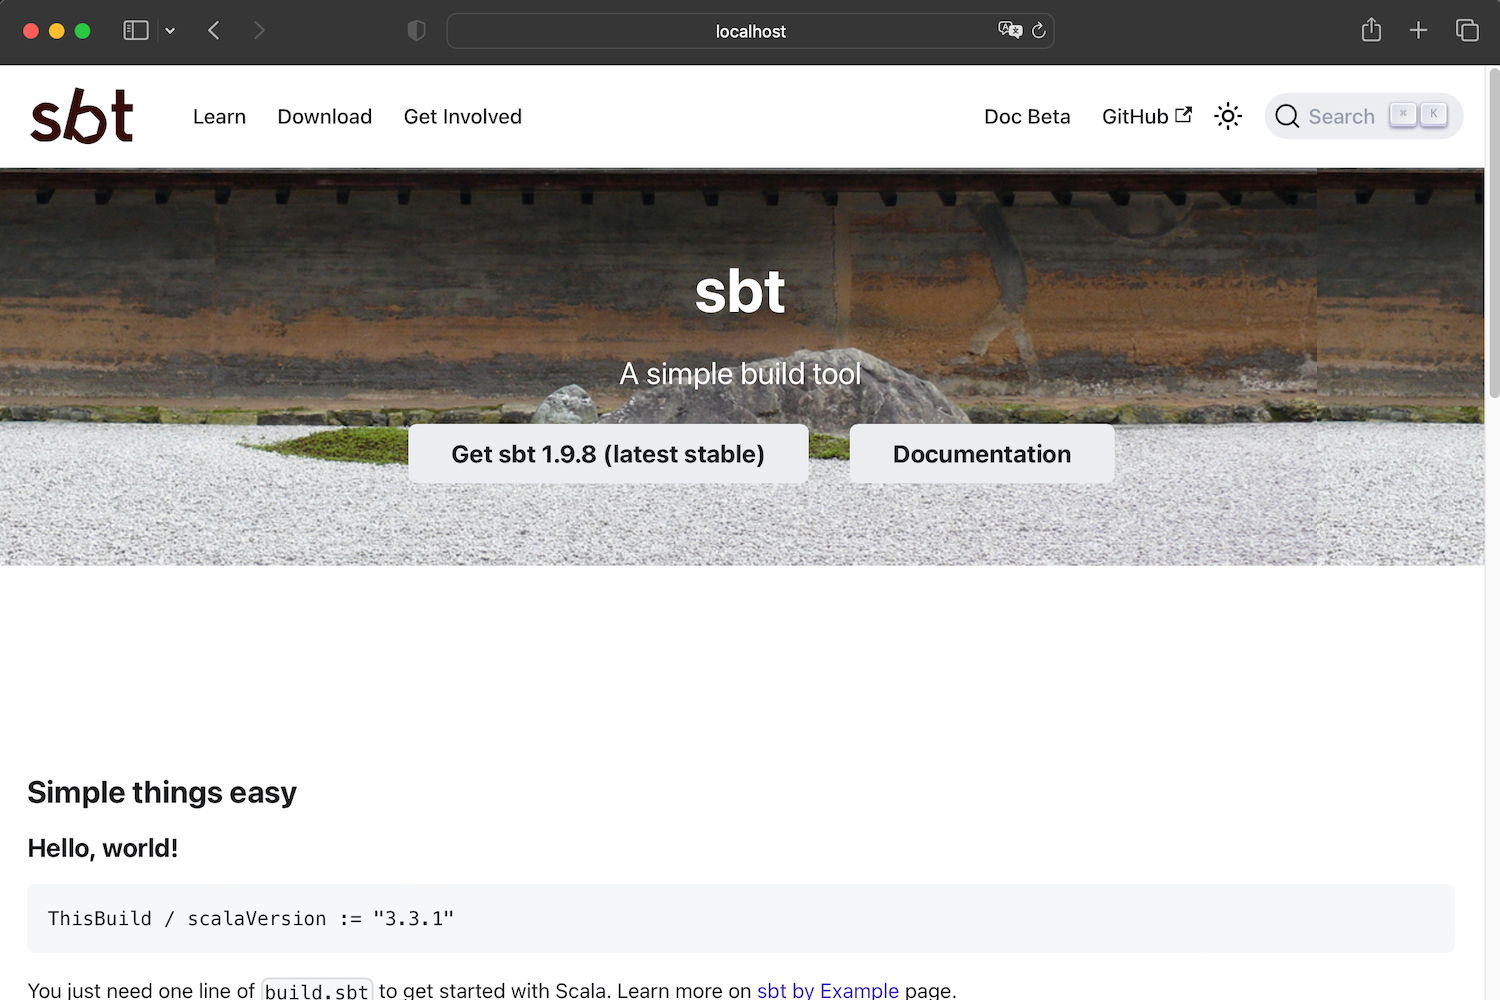 localhost
sbt
Learn Download Get Involved Doc Beta GitHub Search ⌘ K
sbt
A simple build tool
Get sbt 1.9.8 (latest stable) Documentation
Simple things easy
Hello, world!
ThisBuild / scalaVersion := "3.3.1"
You just need one line of build.sbt to get started with Scala. Learn more on sbt by Example page.